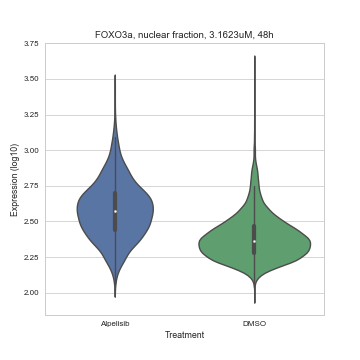 FOXO3a, nuclear fraction, 3.1623uM, 48h
3.75
3.50
3.25
3.00
2.75
2.50
2.25
2.00
Expression (log10)
Alpelisib DMSO
Treatment